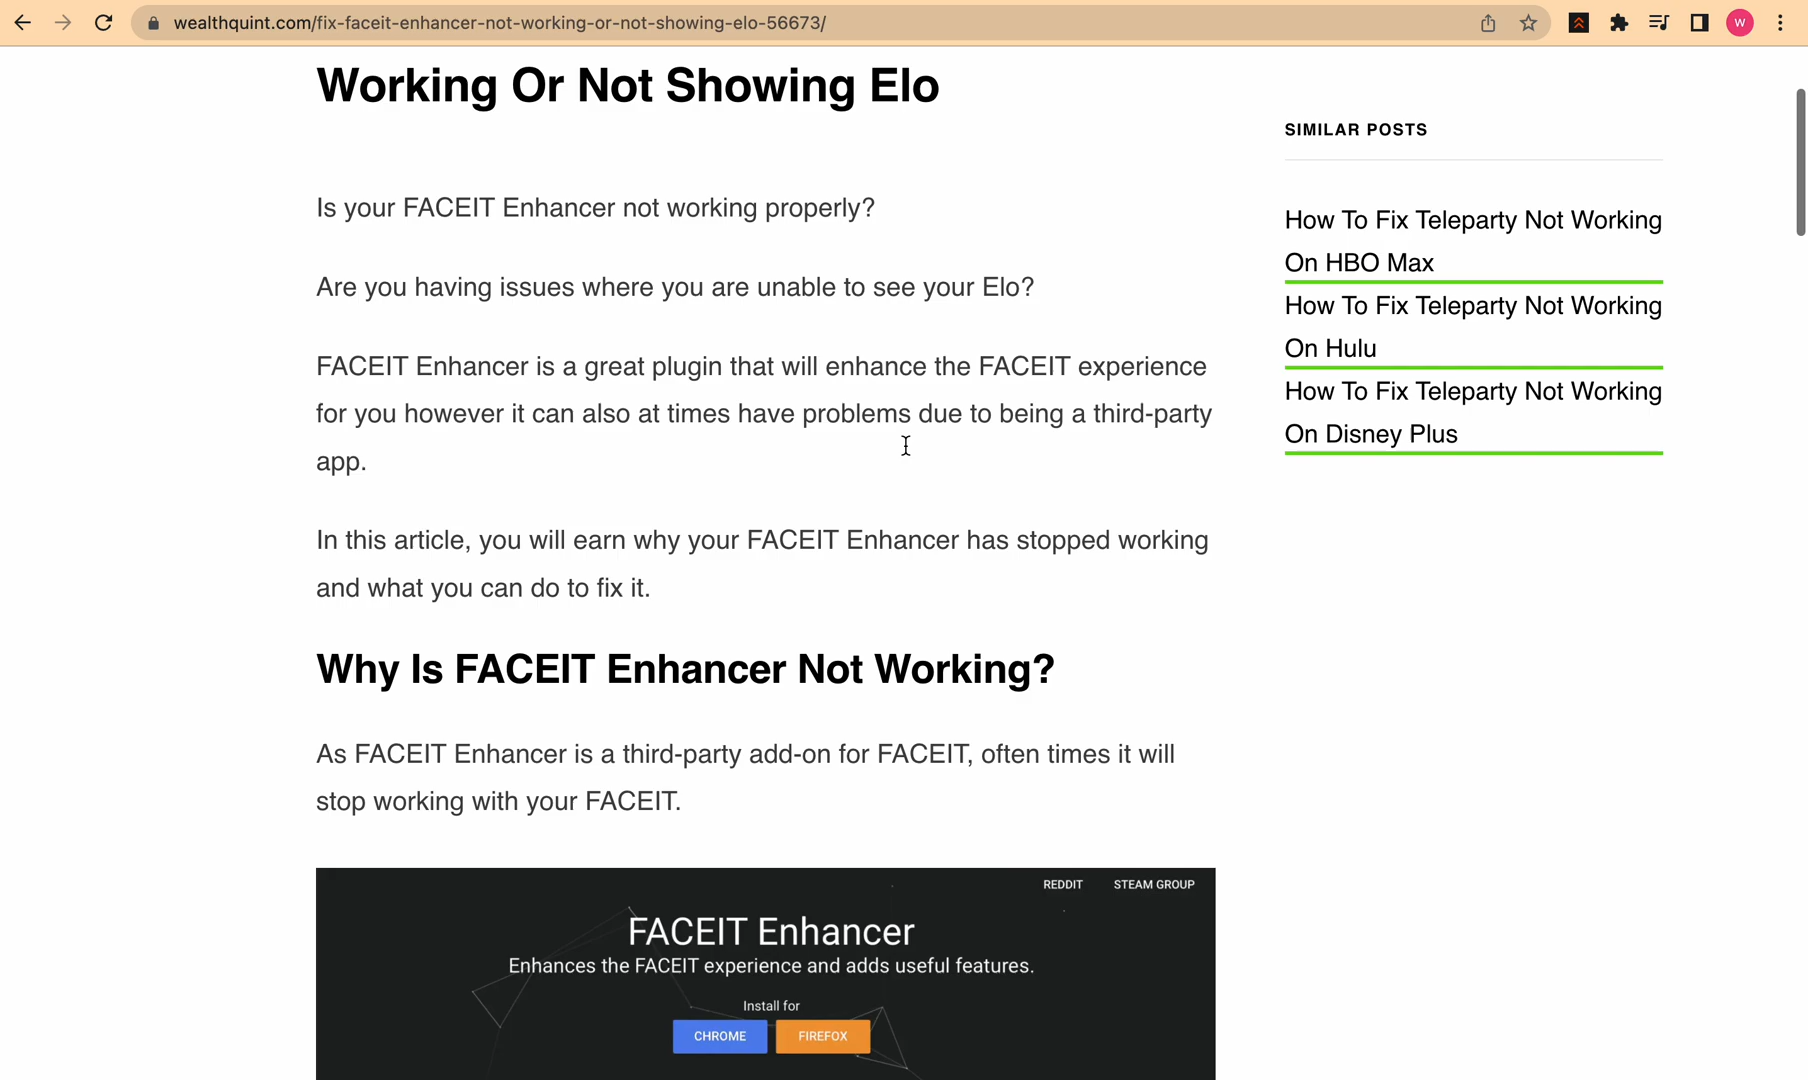 wealthquint.com/fix-faceit-enhancer-not-working-or-not-showing-elo-56673/
W
Working Or Not Showing Elo
Is your FACEIT Enhancer not working properly?
Are you having issues where you are unable to see your Elo?
FACEIT Enhancer is a great plugin that will enhance the FACEIT experience
for you however it can also at times have problems due to being a third-party
app.
In this article, you will earn why your FACEIT Enhancer has stopped working
and what you can do to fix it.
Why Is FACEIT Enhancer Not Working?
As FACEIT Enhancer is a third-party add-on for FACEIT, often times it will
stop working with your FACEIT.
REDDIT STEAM GROUP
FACEIT Enhancer
Enhances the FACEIT experience and adds useful features.
Install for
CHROME FIREFOX
SIMILAR POSTS
How To Fix Teleparty Not Working
On HBO Max
How To Fix Teleparty Not Working
On Hulu
How To Fix Teleparty Not Working
On Disney Plus